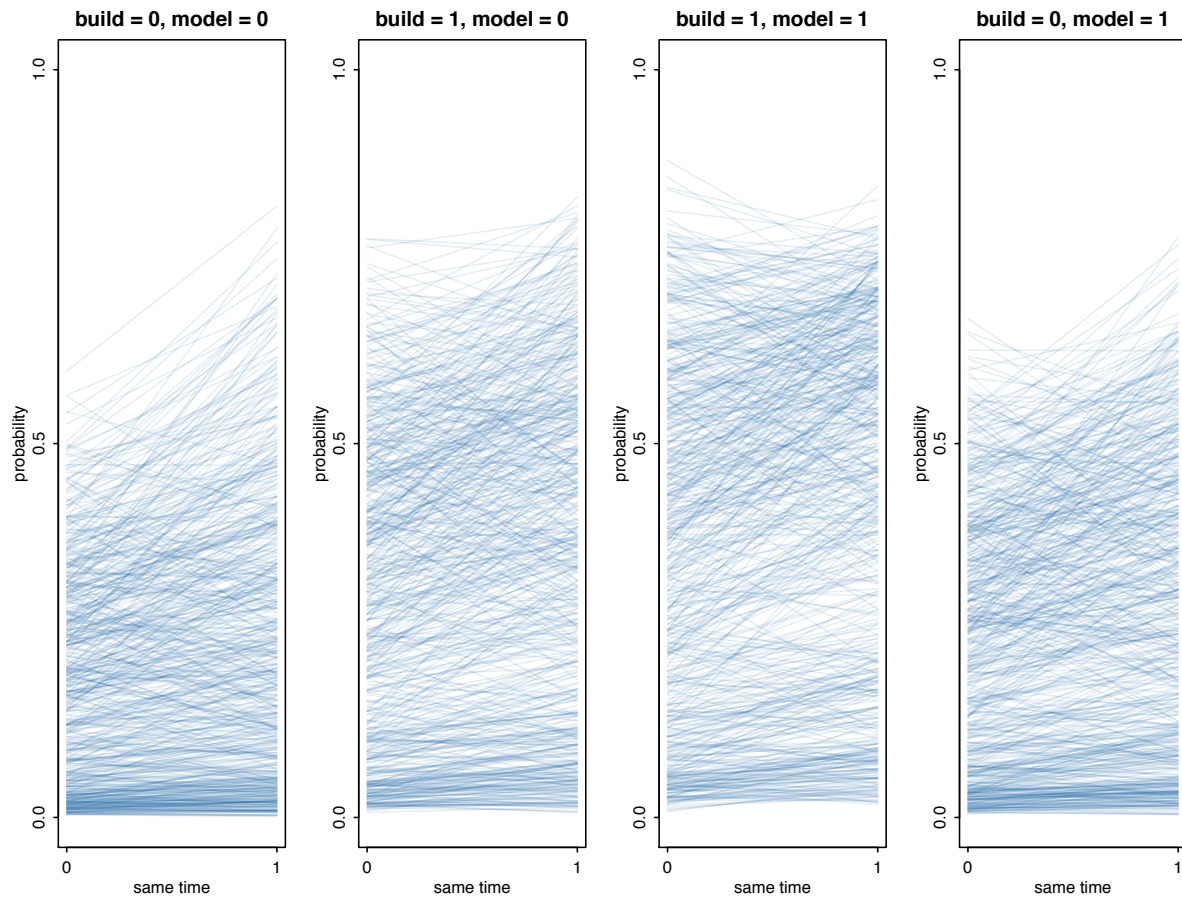 build = 0, model = 0
probability
0.0
0.5
1.0
0
1
same time
build = 1, model = 0
probability
0.0
0.5
1.0
0
1
same time
build = 1, model = 1
probability
0.0
0.5
1.0
0
1
same time
build = 0, model = 1
probability
0.0
0.5
1.0
0
1
same time